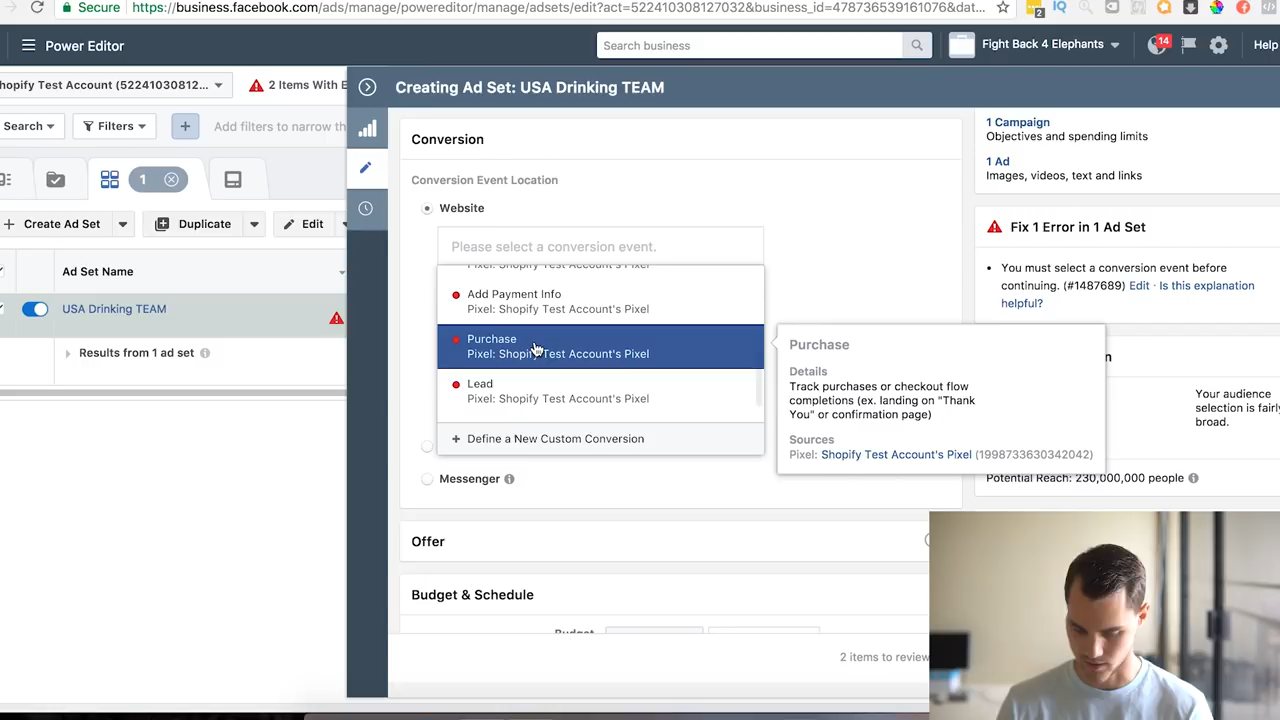 Secure
https://business.facebook.com/ads/manage/powereditor/manage/adsets/edit?act=522410308127032&business_id=478736539161076&dat...
Power Editor
Search business
Fight Back 4 Elephants
14
Help
hopify Test Account (52241030812...
2 Items With E
Creating Ad Set: USA Drinking TEAM
Search
Filters
Add filters to narrow th
1
Create Ad Set
Duplicate
Edit
Ad Set Name
USA Drinking TEAM
Results from 1 ad set
Conversion
Conversion Event Location
Website
Please select a conversion event.
Pixel: Shopify Test Account's Pixel
Add Payment Info
Pixel: Shopify Test Account's Pixel
Purchase
Pixel: Shopify Test Account's Pixel
Lead
Pixel: Shopify Test Account's Pixel
+ Define a New Custom Conversion
Messenger
Offer
Budget & Schedule
Budget
2 items to review
Purchase
Details
Track purchases or checkout flow
completions (ex. landing on "Thank
You" or confirmation page)
Sources
Pixel: Shopify Test Account's Pixel (1998733630342042)
1 Campaign
Objectives and spending limits
1 Ad
Images, videos, text and links
Fix 1 Error in 1 Ad Set
• You must select a conversion event before
continuing. (#1487689) Edit · Is this explanation
helpful?
Your audience
selection is fairly
broad.
Potential Reach: 230,000,000 people